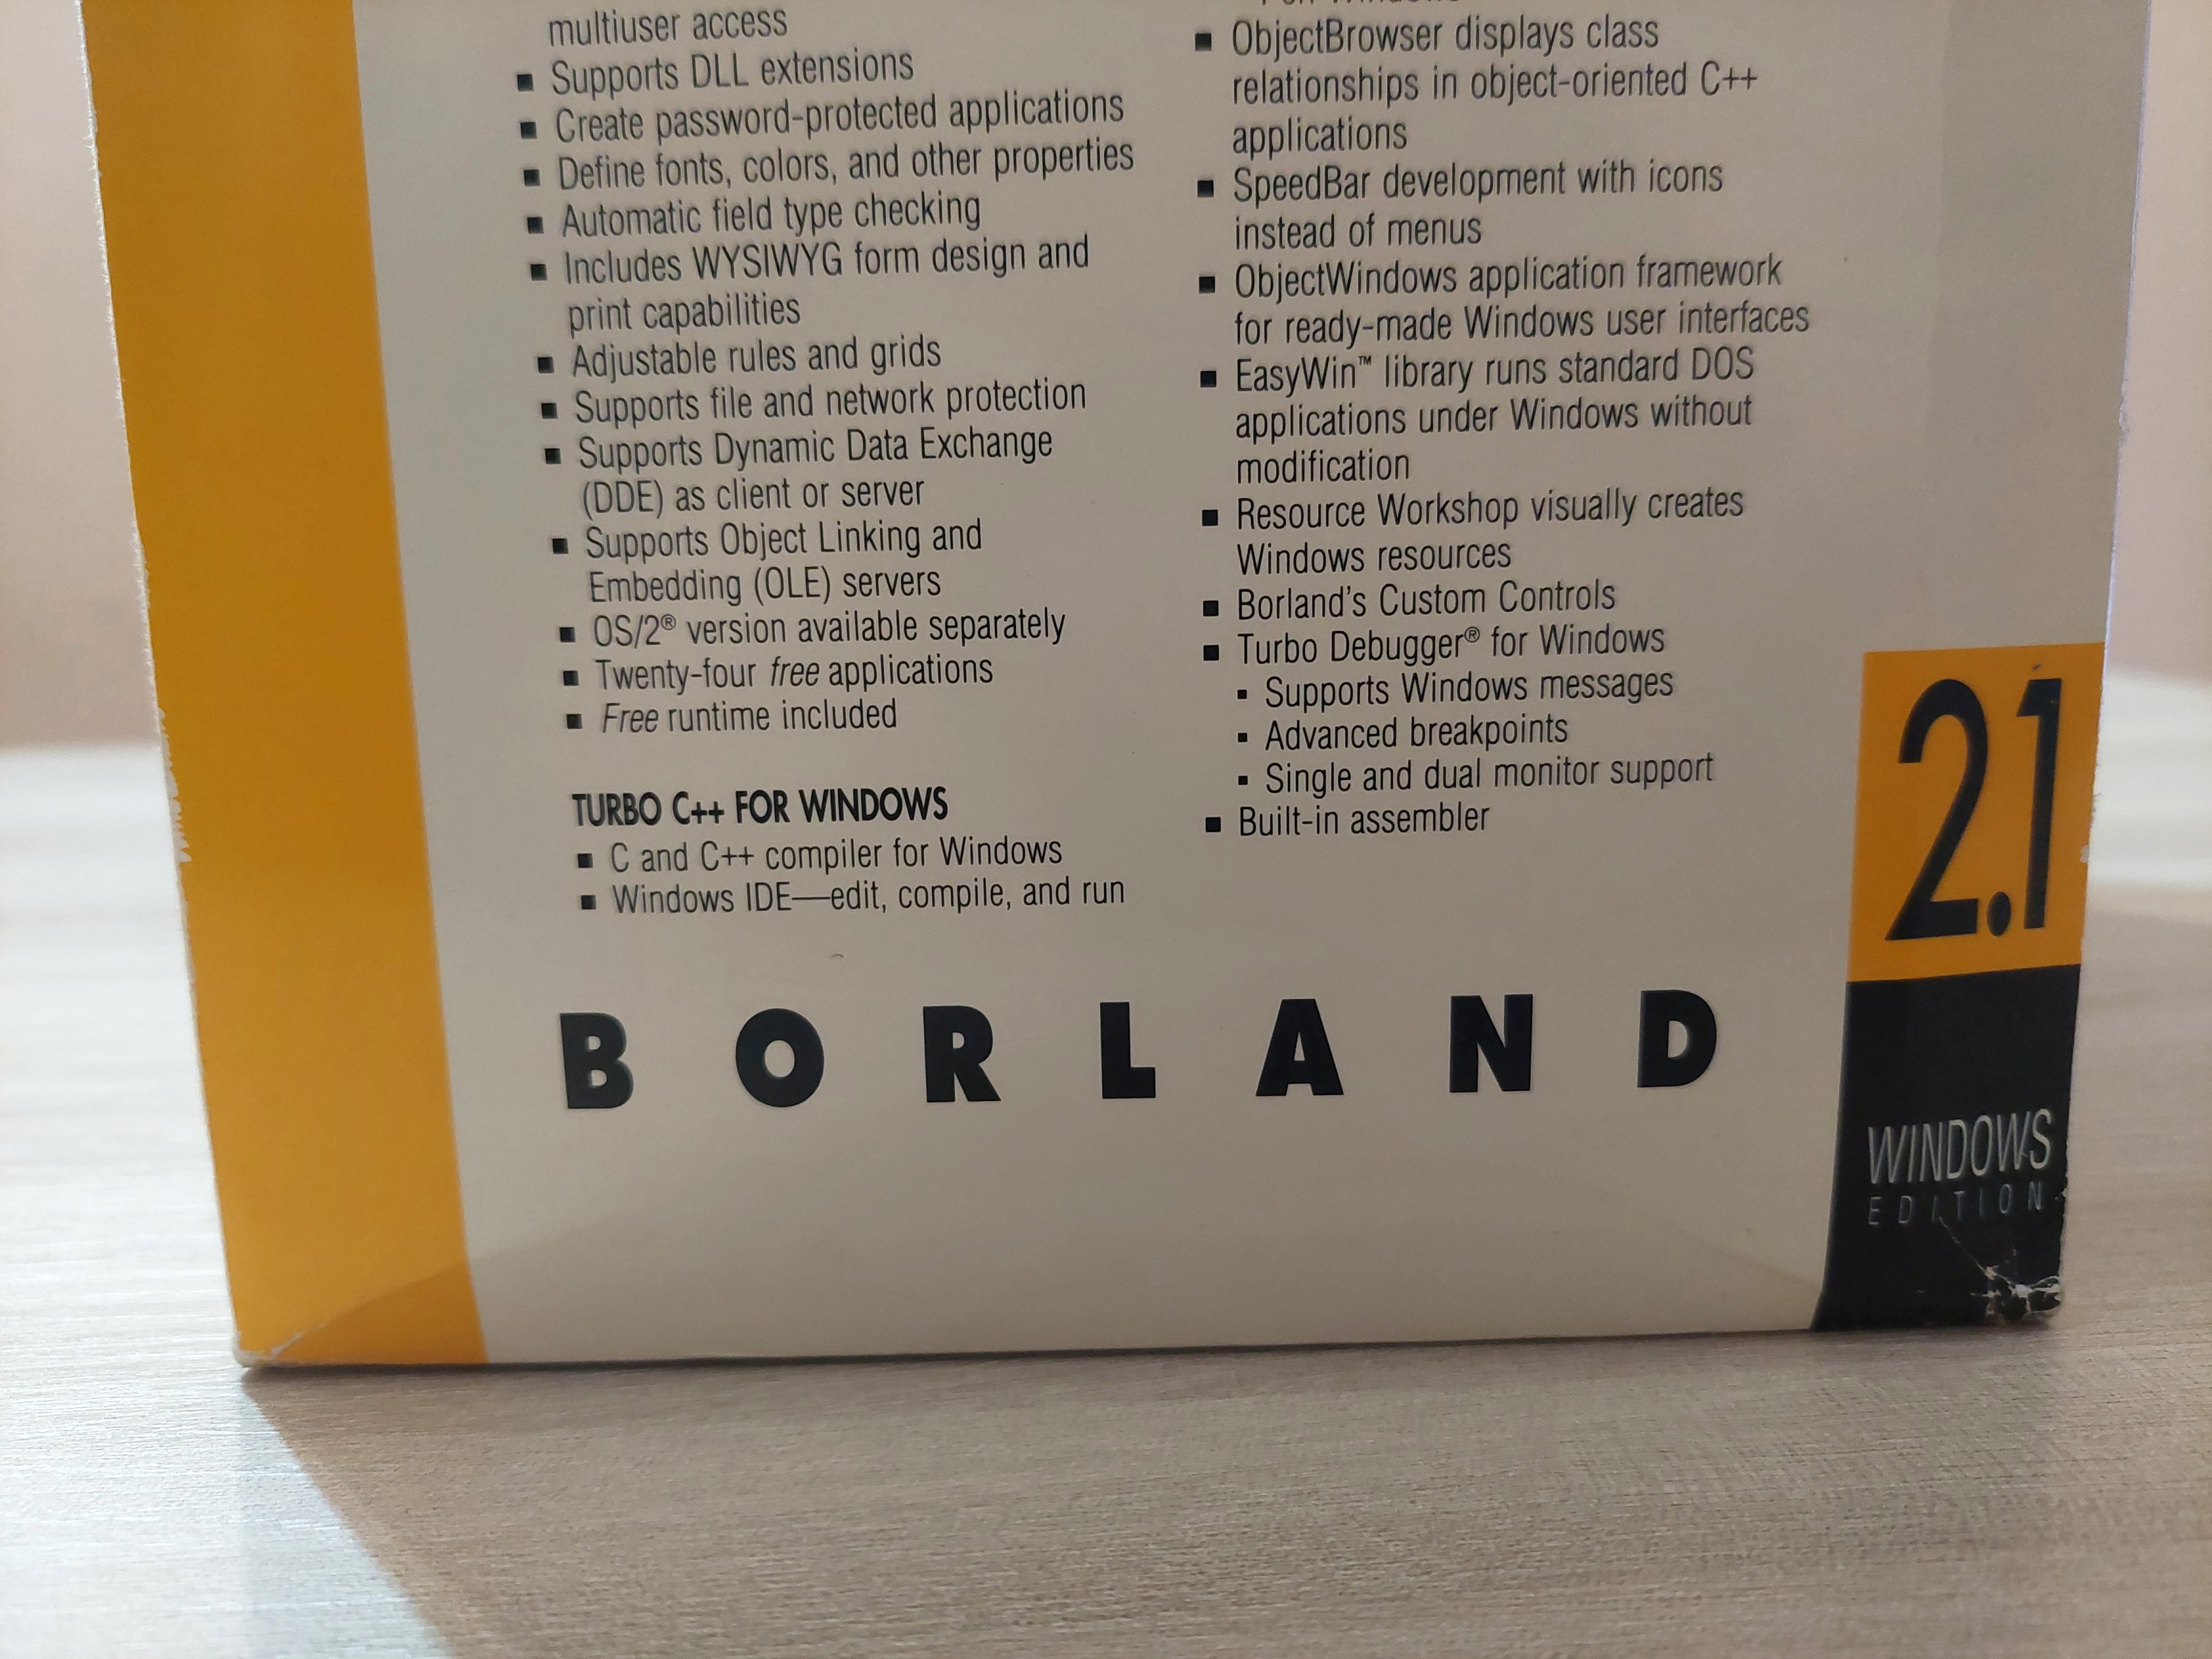 multiuser access
▪ Supports DLL extensions
▪ Create password-protected applications
▪ Define fonts, colors, and other properties
▪ Automatic field type checking
▪ Includes WYSIWYG form design and
print capabilities
▪ Adjustable rules and grids
▪ Supports file and network protection
▪ Supports Dynamic Data Exchange
(DDE) as client or server
▪ Supports Object Linking and
Embedding (OLE) servers
▪ OS/2® version available separately
▪ Twenty-four free applications
▪ Free runtime included
TURBO C++ FOR WINDOWS
▪ C and C++ compiler for Windows
▪ Windows IDE—edit, compile, and run
▪ ObjectBrowser displays class
relationships in object-oriented C++
applications
▪ SpeedBar development with icons
instead of menus
▪ ObjectWindows application framework
for ready-made Windows user interfaces
▪ EasyWin™ library runs standard DOS
applications under Windows without
modification
▪ Resource Workshop visually creates
Windows resources
▪ Borland's Custom Controls
▪ Turbo Debugger® for Windows
▪ Supports Windows messages
▪ Advanced breakpoints
▪ Single and dual monitor support
▪ Built-in assembler
2.1
BORLAND
WINDOWS
EDITION